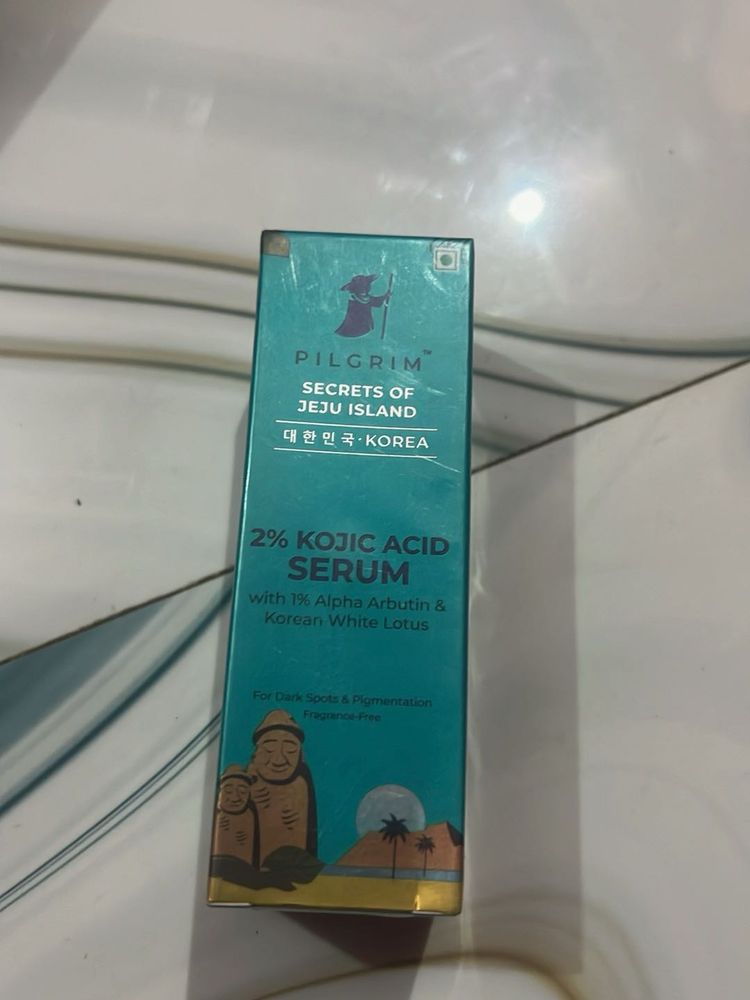 PILGRIM™
SECRETS OF
JEJU ISLAND
대한민국·KOREA
2% KOJIC ACID
SERUM
with 1% Alpha Arbutin &
Korean White Lotus
For Dark Spots & Pigmentation
Fragrance-Free